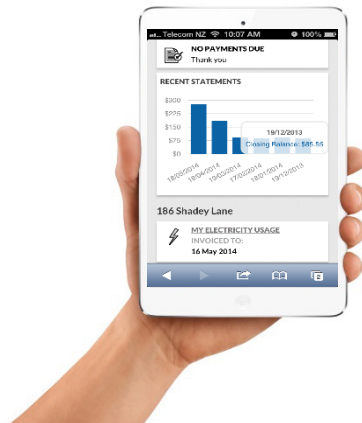 Telecom NZ 10:07 AM 100%
NO PAYMENTS DUE
Thank you
RECENT STATEMENTS
$300
$225
$150
$75
$0
19/12/2013
Closing Balance: $85.55
18/05/2014 18/04/2014 19/03/2014 17/02/2014 18/01/2014 19/12/2013
186 Shadey Lane
MY ELECTRICITY USAGE
INVOICED TO:
16 May 2014